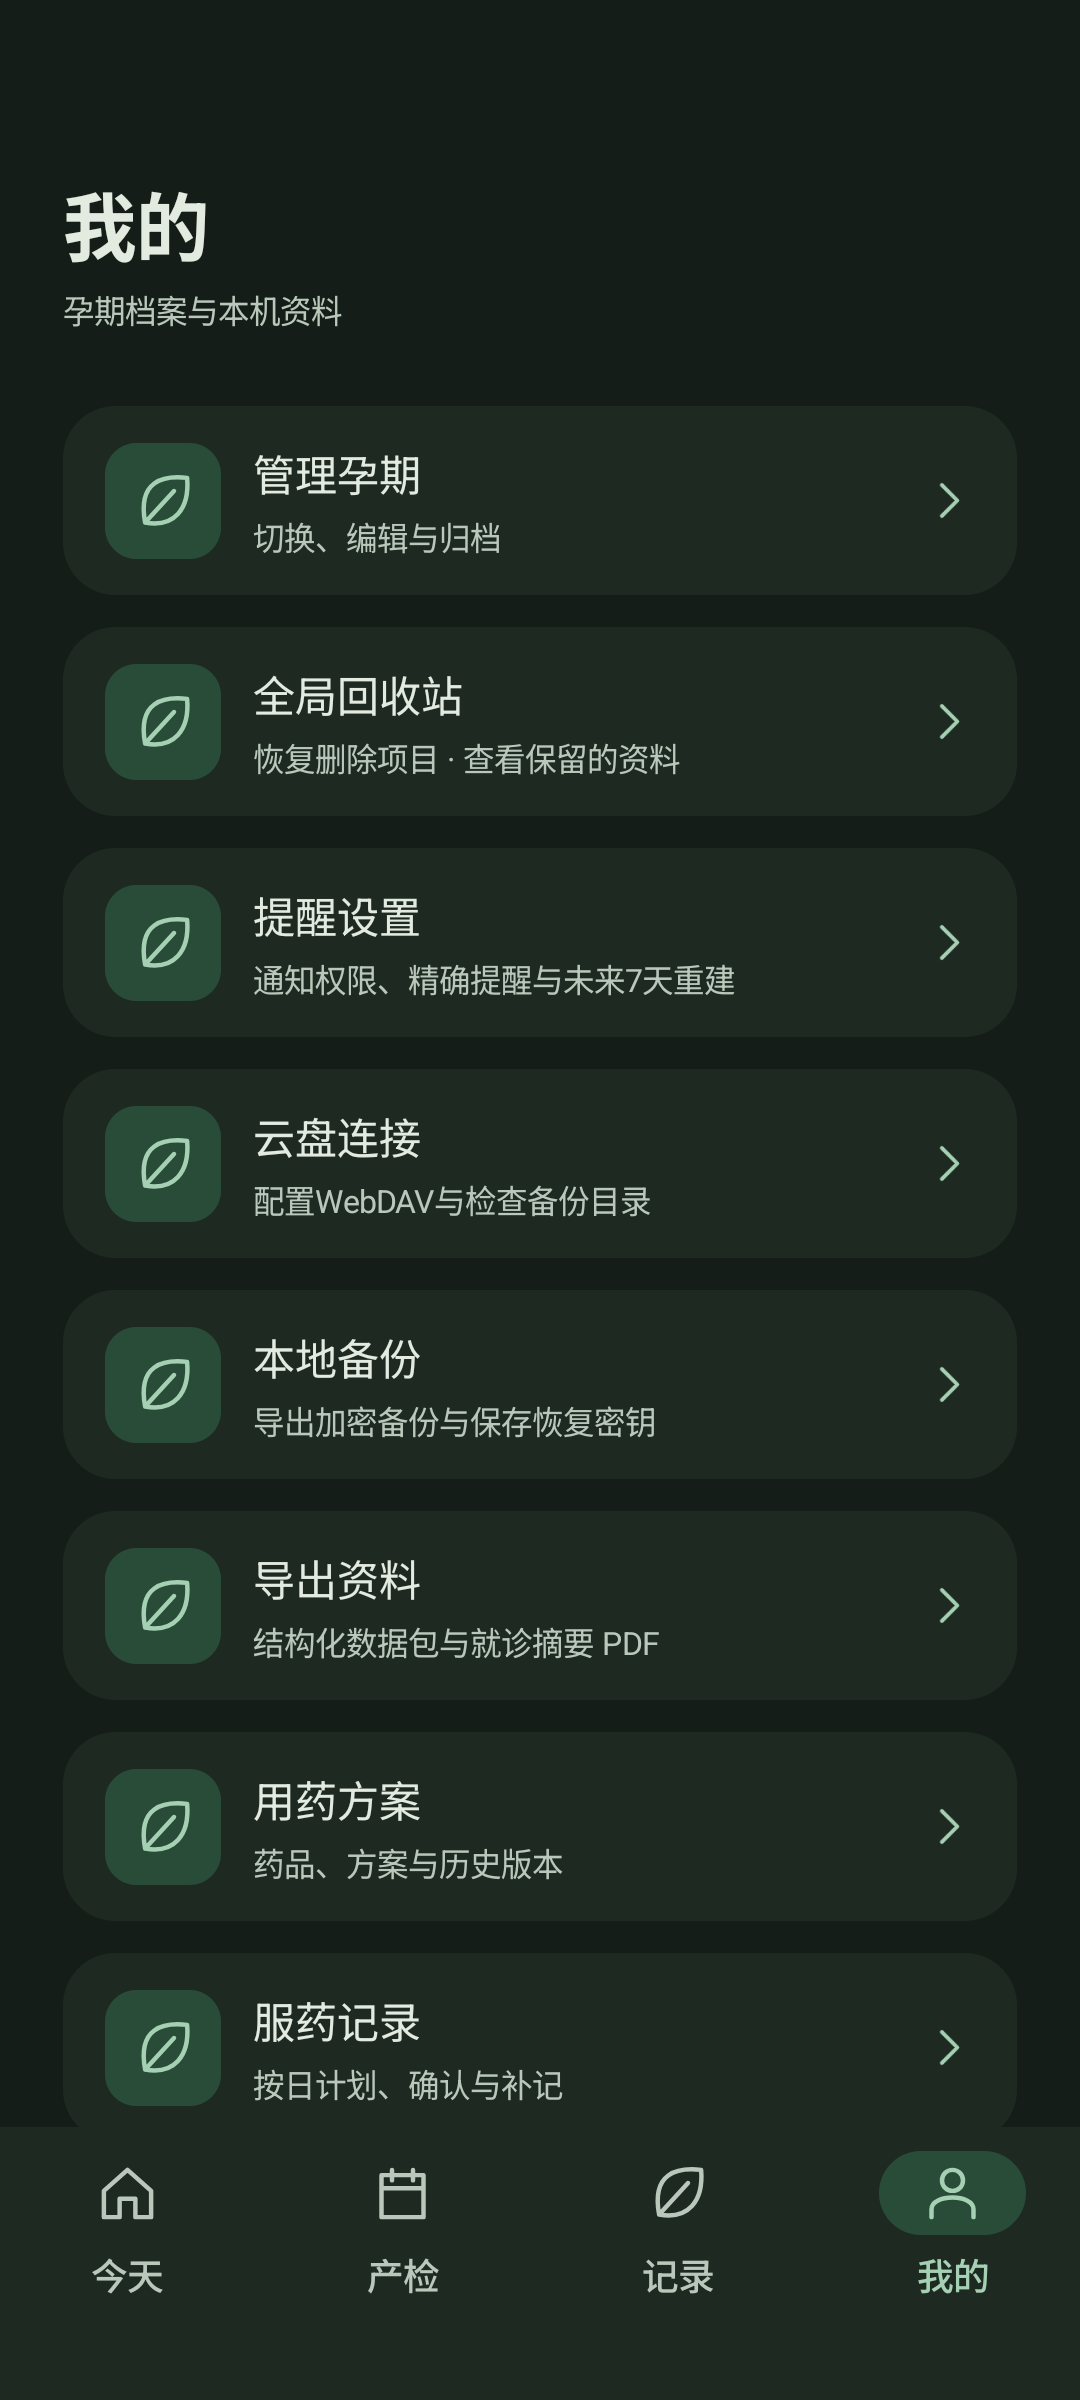 我的
孕期档案与本机资料
管理孕期
切换、编辑与归档
全局回收站
恢复删除项目 · 查看保留的资料
提醒设置
通知权限、精确提醒与未来7天重建
云盘连接
配置WebDAV与检查备份目录
本地备份
导出加密备份与保存恢复密钥
导出资料
结构化数据包与就诊摘要 PDF
用药方案
药品、方案与历史版本
服药记录
按日计划、确认与补记
今天
产检
记录
我的